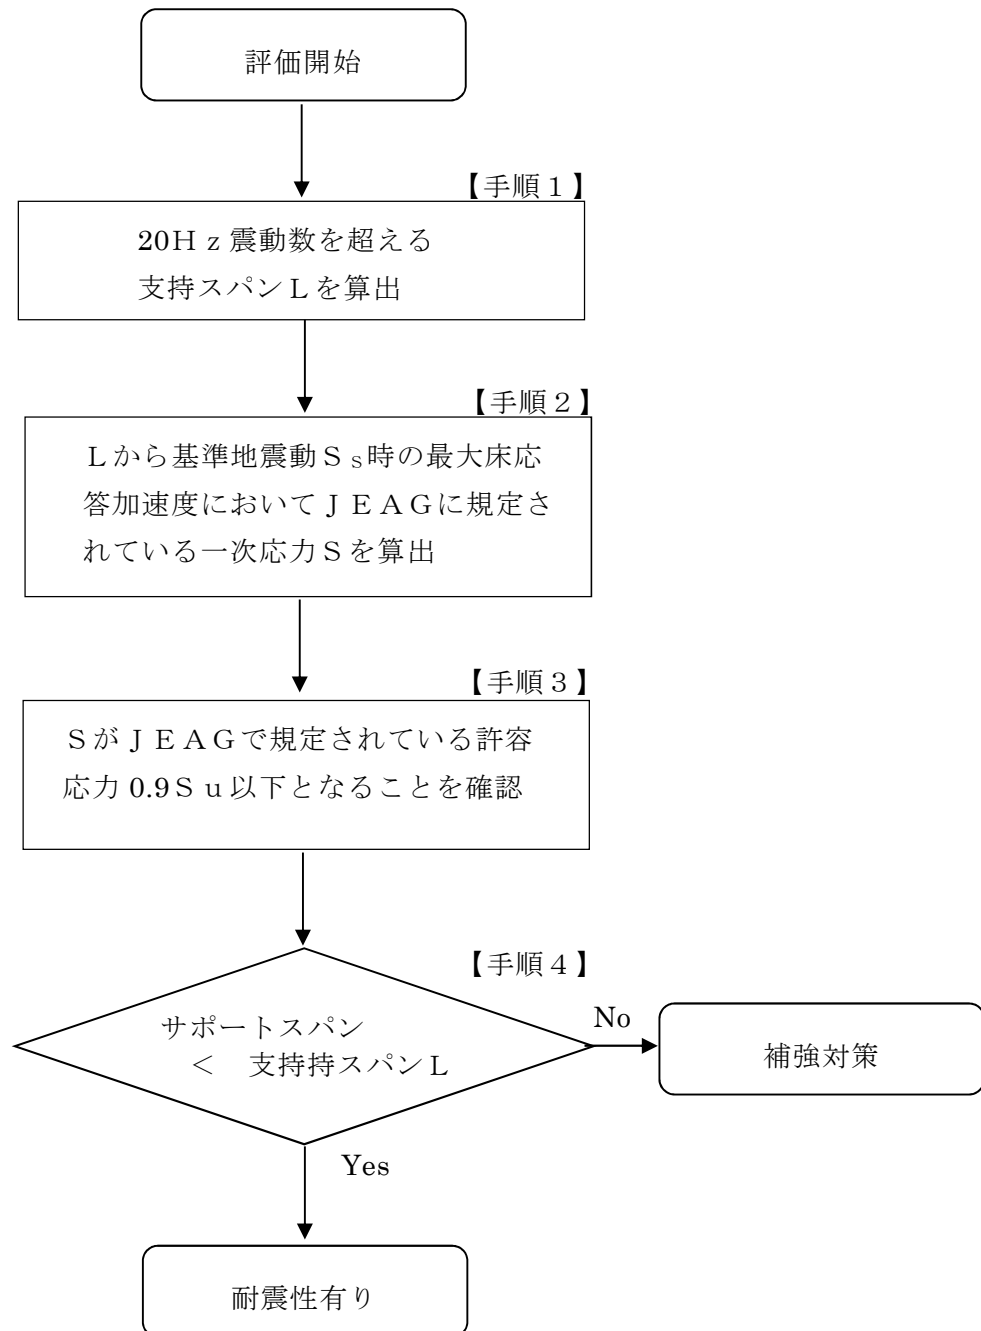 評価開始
【手順１】
20Ｈｚ震動数を超える
支持スパンＬを算出
【手順２】
Ｌから基準地震動Ｓs時の最大床応
答加速度においてＪＥＡＧに規定さ
れている一次応力Ｓを算出
【手順３】
ＳがＪＥＡＧで規定されている許容
応力 0.9Ｓｕ以下となることを確認
【手順４】
サポートスパン
＜　支持持スパンＬ
No
補強対策
Yes
耐震性有り